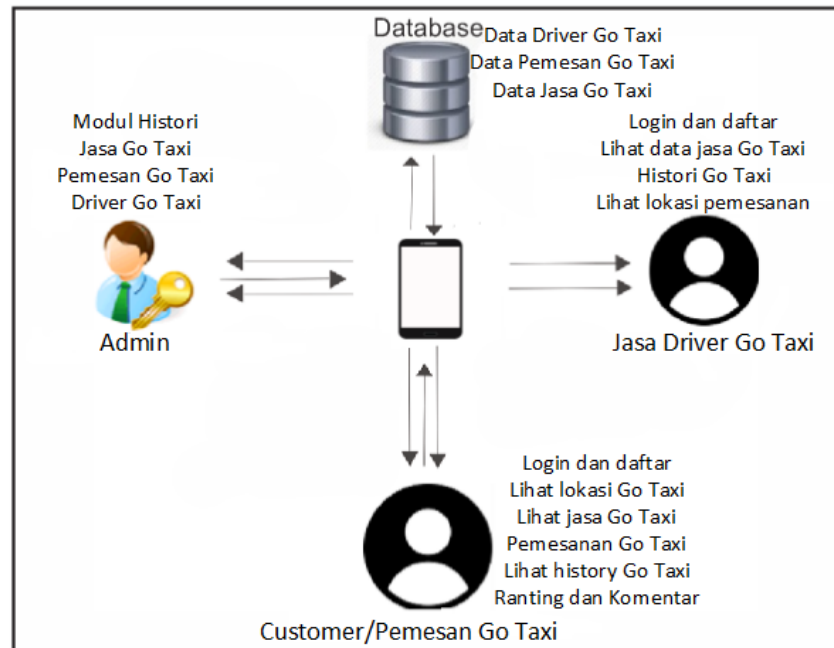 Database
Data Driver Go Taxi
Data Pemesan Go Taxi
Data Jasa Go Taxi
Modul Histori
Jasa Go Taxi
Pemesan Go Taxi
Driver Go Taxi
Admin
Login dan daftar
Lihat data jasa Go Taxi
Histori Go Taxi
Lihat lokasi pemesanan
Jasa Driver Go Taxi
Login dan daftar
Lihat lokasi Go Taxi
Lihat jasa Go Taxi
Pemesanan Go Taxi
Lihat history Go Taxi
Ranting dan Komentar
Customer/Pemesan Go Taxi